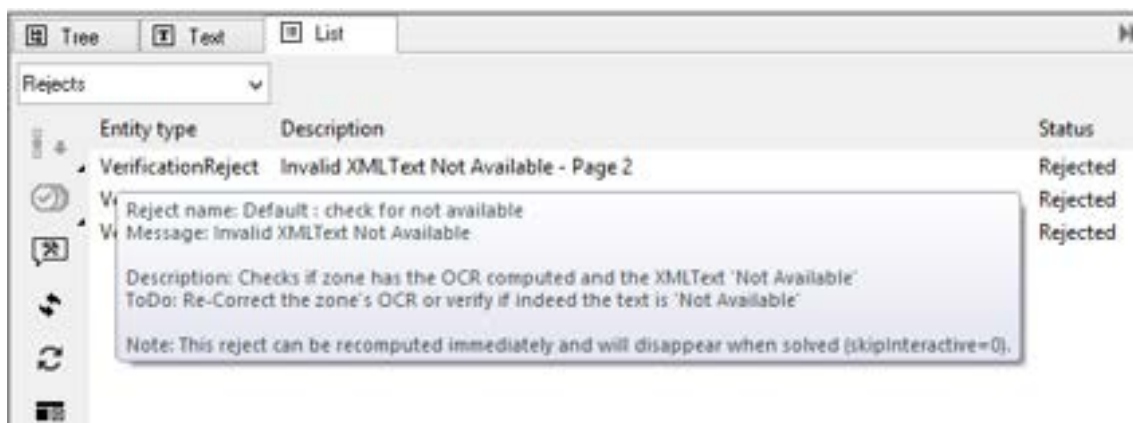 Tree Text List
Rejects
Entity type Description Status
VerificationReject Invalid XMLText Not Available - Page 2 Rejected
Rejected
Rejected
Reject name: Default : check for not available
Message: Invalid XMLText Not Available
Description: Checks if zone has the OCR computed and the XMLText 'Not Available'
ToDo: Re-Correct the zone's OCR or verify if indeed the text is 'Not Available'
Note: This reject can be recomputed immediately and will disappear when solved (skipInteractive=0).